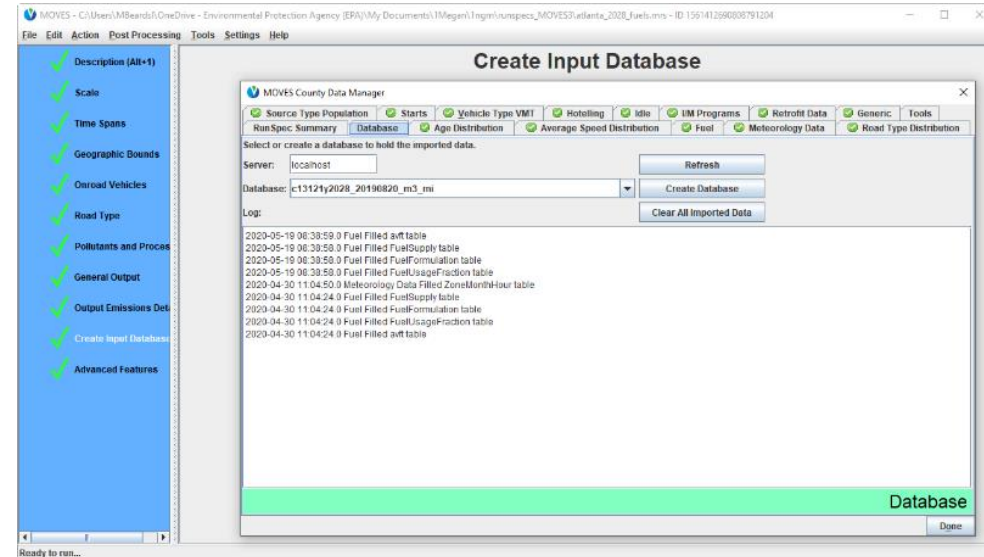 MOVES - C:\Users\MBeardsl\OneDrive - Environmental Protection Agency (EPA)\My Documents\1Megan\1ngm\runspecs_MOVES3\atlanta_2028_fuels.mrs - ID 1561412690808791204
File Edit Action Post Processing Tools Settings Help
Description (Alt+1)
Scale
Time Spans
Geographic Bounds
Onroad Vehicles
Road Type
Pollutants and Proces
General Output
Output Emissions Deta
Create Input Database
Advanced Features
Create Input Database
MOVES County Data Manager
Source Type Population Starts Vehicle Type VMT Hotelling Idle I/M Programs Retrofit Data Generic Tools
RunSpec Summary Database Age Distribution Average Speed Distribution Fuel Meteorology Data Road Type Distribution
Select or create a database to hold the imported data.
Server: localhost Refresh
Database: c13121y2028_20190820_m3_mi Create Database
Log: Clear All Imported Data
2020-05-19 08:38:59.0 Fuel Filled avft table
2020-05-19 08:38:58.0 Fuel Filled FuelSupply table
2020-05-19 08:38:58.0 Fuel Filled FuelFormulation table
2020-05-19 08:38:58.0 Fuel Filled FuelUsageFraction table
2020-04-30 11:04:50.0 Meteorology Data Filled ZoneMonthHour table
2020-04-30 11:04:24.0 Fuel Filled FuelSupply table
2020-04-30 11:04:24.0 Fuel Filled FuelFormulation table
2020-04-30 11:04:24.0 Fuel Filled FuelUsageFraction table
2020-04-30 11:04:24.0 Fuel Filled avft table
Database
Done
Ready to run...